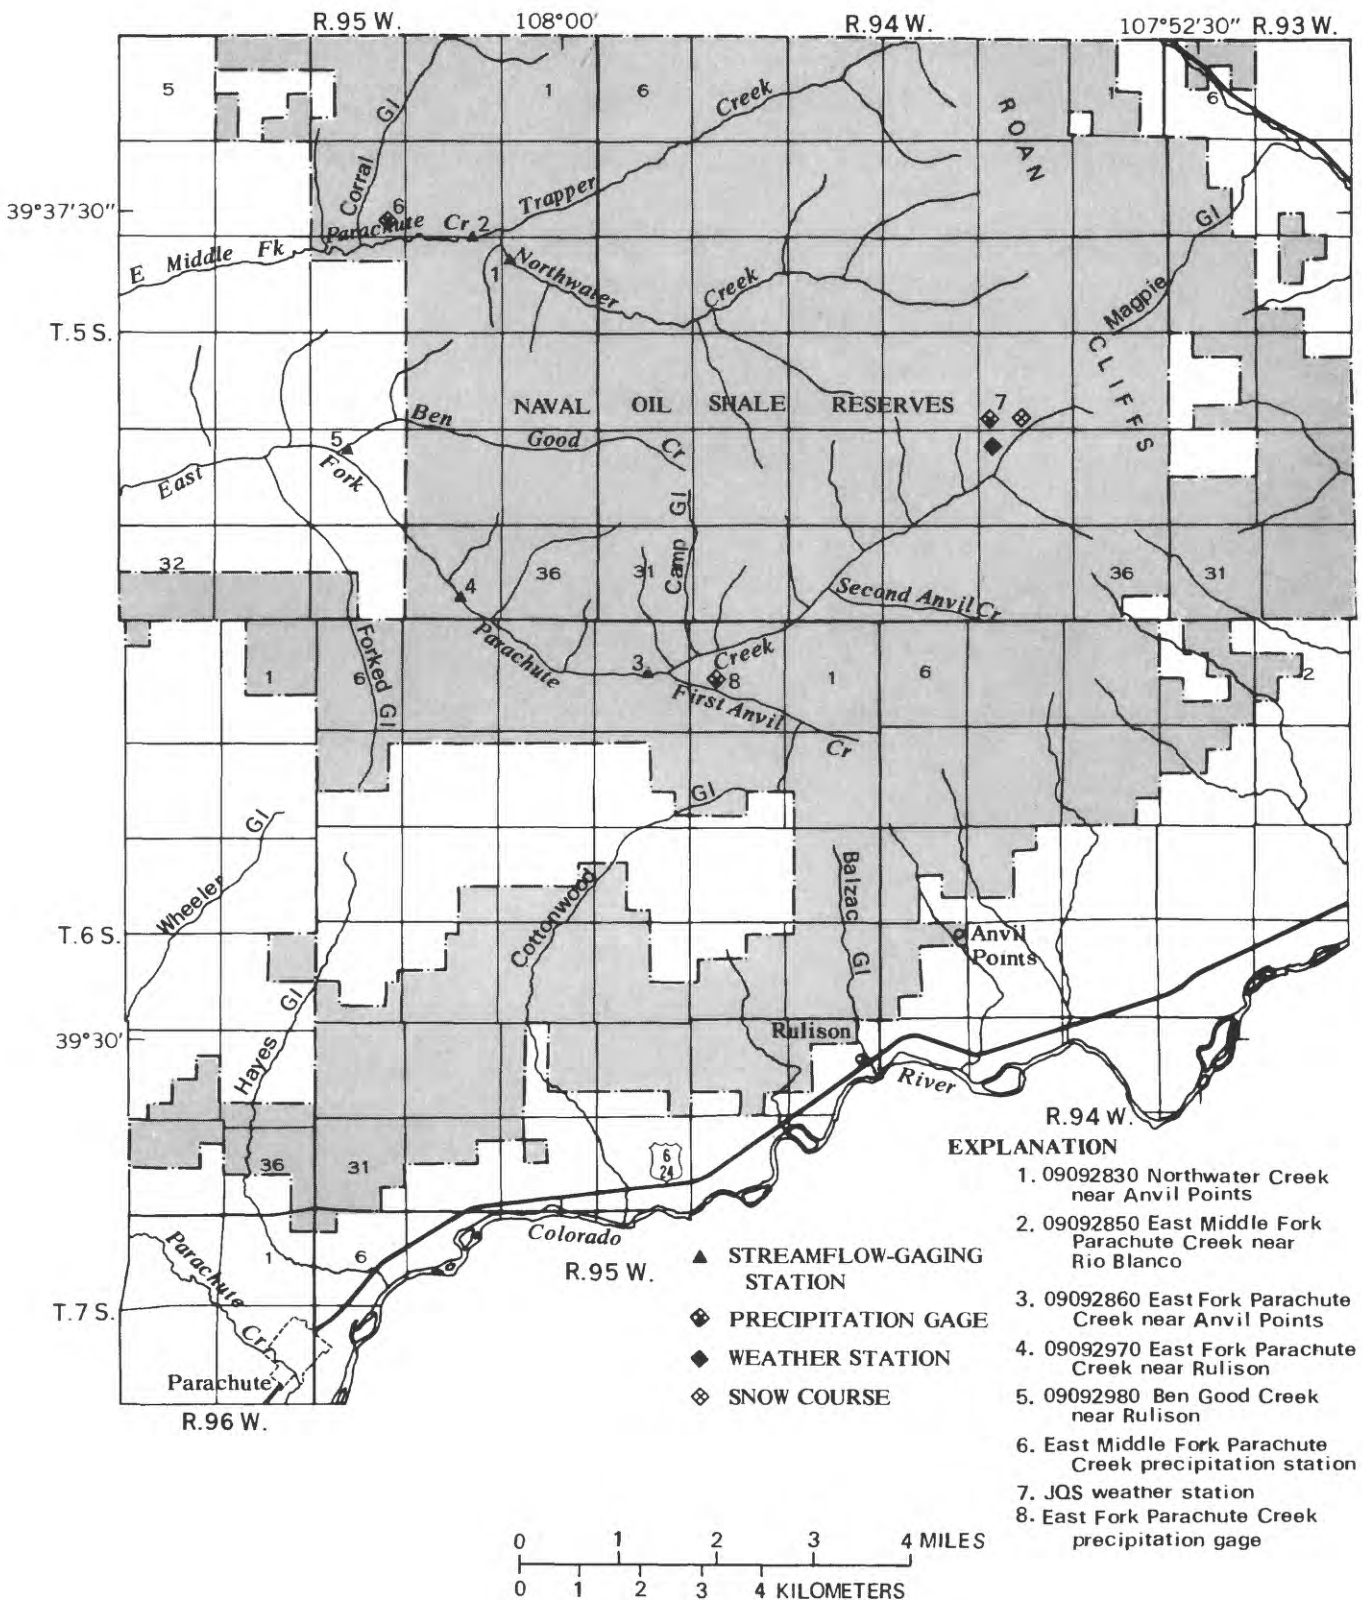 R.95 W.
108°00'
R.94 W.
107°52'30"
R.93 W.
5
1
6
1
6
Creek
ROAN
Corral Gl
39°37'30"
6
Trapper
Gl
Parachute Cr
2
E Middle Fk
1
Northwater
Creek
Magpie
T.5 S.
CLIFFS
NAVAL OIL SHALE RESERVES
7
Ben
Good
Cr
5
East
Fork
Camp Gl
32
4
36
31
Second Anvil Cr
36
31
Parachute
Forked Gl
1
6
3
Creek
8
1
6
2
First Anvil
Cr
Gl
Gl
Wheeler
Cottonwood
Balzac
Gl
T.6 S.
Anvil
Points
Gl
39°30'
Rulison
Hayes
River
R.94 W.
36
31
6
24
Parachute
Cr
1
6
Colorado
R.95 W.
T.7 S.
Parachute
R.96 W.
▲ STREAMFLOW-GAGING
STATION
PRECIPITATION GAGE
◆ WEATHER STATION
SNOW COURSE
EXPLANATION
1. 09092830 Northwater Creek
near Anvil Points
2. 09092850 East Middle Fork
Parachute Creek near
Rio Blanco
3. 09092860 East Fork Parachute
Creek near Anvil Points
4. 09092970 East Fork Parachute
Creek near Rulison
5. 09092980 Ben Good Creek
near Rulison
6. East Middle Fork Parachute
Creek precipitation station
7. JQS weather station
8. East Fork Parachute Creek
precipitation gage
0 1 2 3 4 MILES
0 1 2 3 4 KILOMETERS